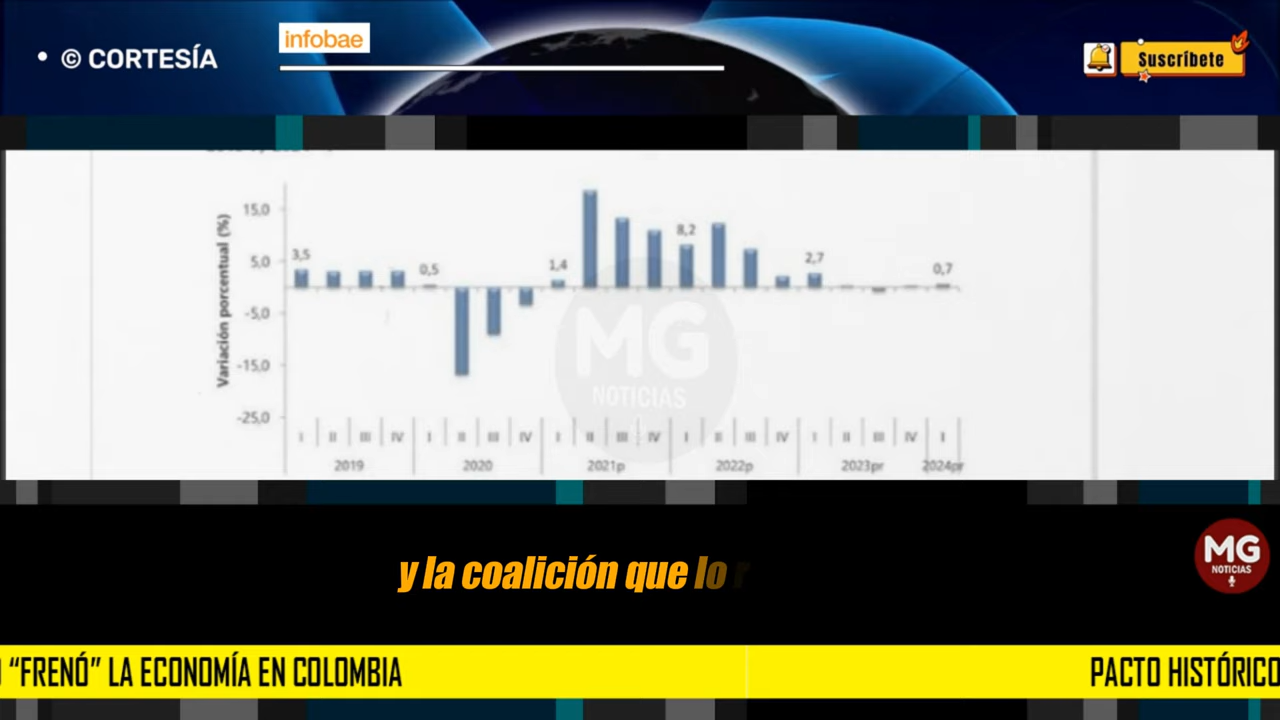 © CORTESÍA
infobae
Suscríbete
Variación porcentual (%)
15,0
5,0
-5,0
-15,0
-25,0
3,5
0,5
1,4
8,2
2,7
0,7
I II III IV I II III IV I II III IV I II III IV I II III IV I
2019 2020 2021p 2022p 2023pr 2024pr
MG
NOTICIAS
y la coalición que lo
MG
NOTICIAS
“FRENÓ” LA ECONOMÍA EN COLOMBIA
PACTO HISTÓRICO